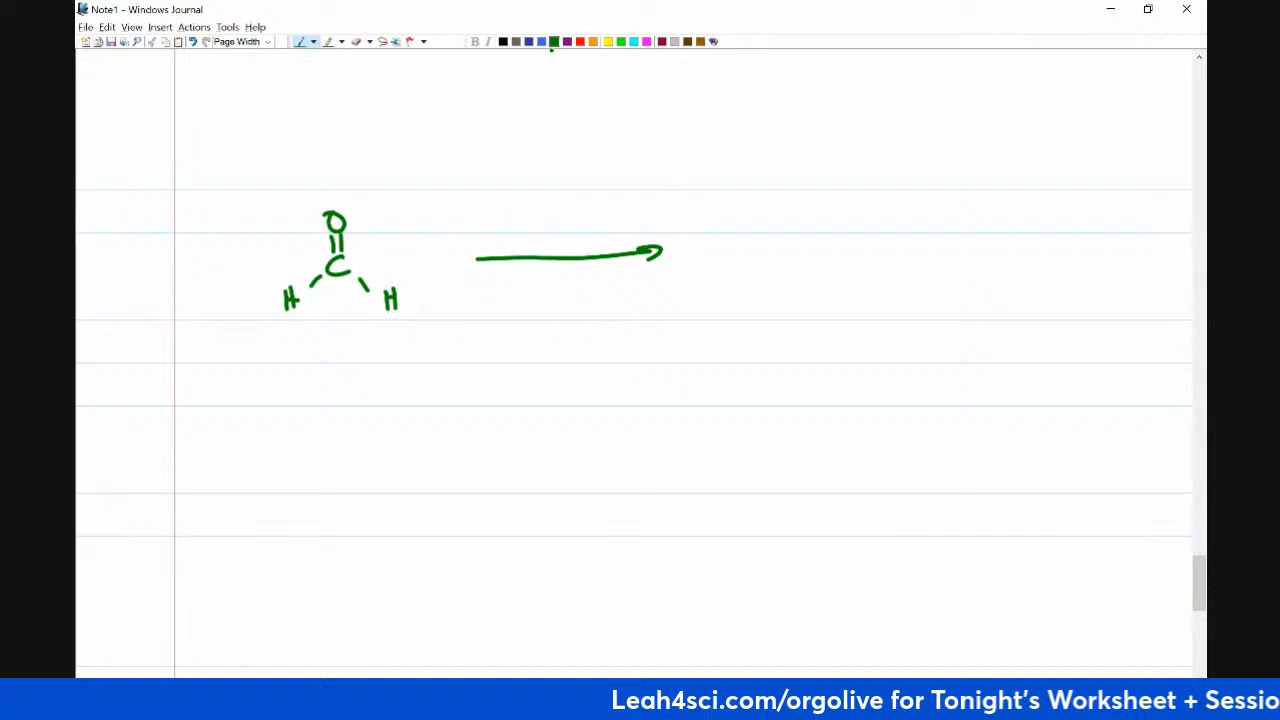 Note1 - Windows Journal
File Edit View Insert Actions Tools Help
Page Width B I
O
C
H H
Leah4sci.com/orgolive for Tonight's Worksheet + Sessio